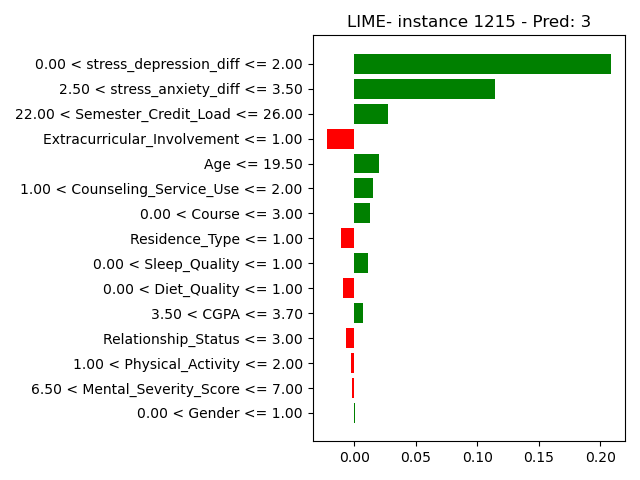 LIME- instance 1215 - Pred: 3
0.00 < stress_depression_diff <= 2.00
2.50 < stress_anxiety_diff <= 3.50
22.00 < Semester_Credit_Load <= 26.00
Extracurricular_Involvement <= 1.00
Age <= 19.50
1.00 < Counseling_Service_Use <= 2.00
0.00 < Course <= 3.00
Residence_Type <= 1.00
0.00 < Sleep_Quality <= 1.00
0.00 < Diet_Quality <= 1.00
3.50 < CGPA <= 3.70
Relationship_Status <= 3.00
1.00 < Physical_Activity <= 2.00
6.50 < Mental_Severity_Score <= 7.00
0.00 < Gender <= 1.00
0.00 0.05 0.10 0.15 0.20